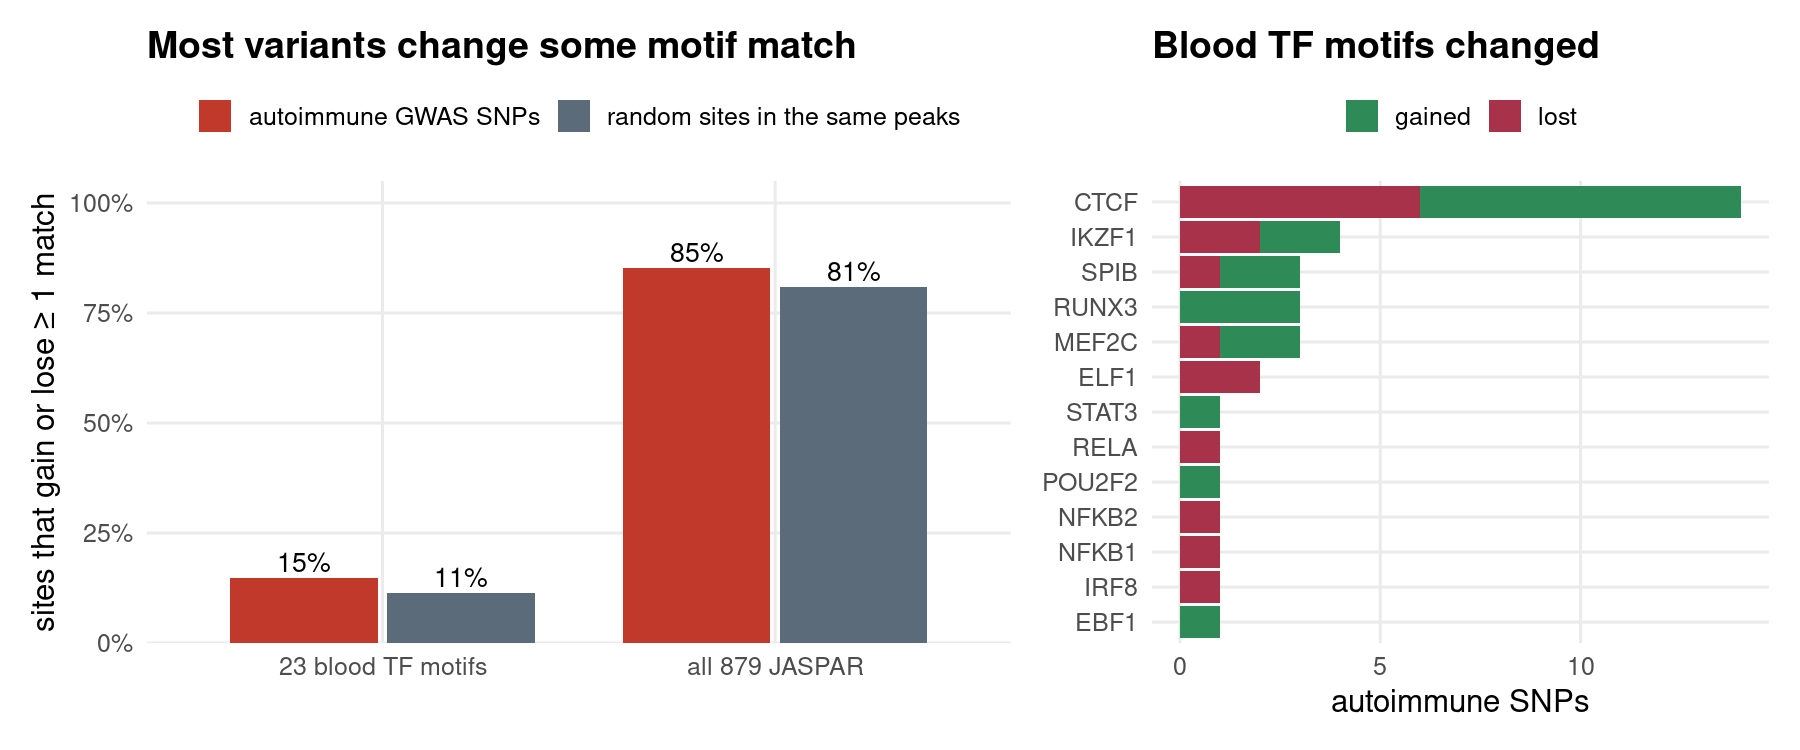 Most variants change some motif match
autoimmune GWAS SNPs
random sites in the same peaks
sites that gain or lose ≥ 1 match
100%
75%
50%
25%
0%
15%
11%
85%
81%
23 blood TF motifs
all 879 JASPAR
Blood TF motifs changed
gained
lost
CTCF
IKZF1
SPIB
RUNX3
MEF2C
ELF1
STAT3
RELA
POU2F2
NFKB2
NFKB1
IRF8
EBF1
0
5
10
autoimmune SNPs